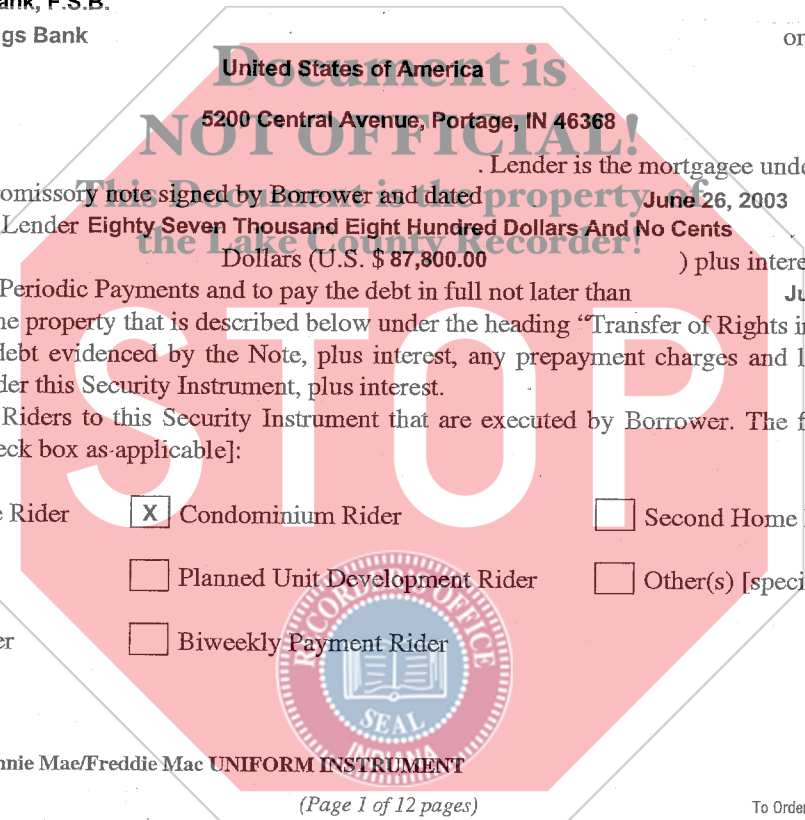 ank, F.S.B.
gs Bank or
United States of America
Document is
5200 Central Avenue, Portage, IN 46368
NOT OFFICIAL!
. Lender is the mortgagee unde
This Document is the property of
omissory note signed by Borrower and dated June 26, 2003
Lender Eighty Seven Thousand Eight Hundred Dollars And No Cents
the Lake County Recorder!
Dollars (U.S. $ 87,800.00 ) plus intere
Periodic Payments and to pay the debt in full not later than Ju
he property that is described below under the heading “Transfer of Rights in
debt evidenced by the Note, plus interest, any prepayment charges and l
der this Security Instrument, plus interest.
Riders to this Security Instrument that are executed by Borrower. The f
eck box as applicable]:
STOP
e Rider X Condominium Rider Second Home
Planned Unit Development Rider Other(s) [speci
er Biweekly Payment Rider
RECORDER'S OFFICE
SEAL
INDIANA
nnie Mae/Freddie Mac UNIFORM INSTRUMENT
(Page 1 of 12 pages) To Order